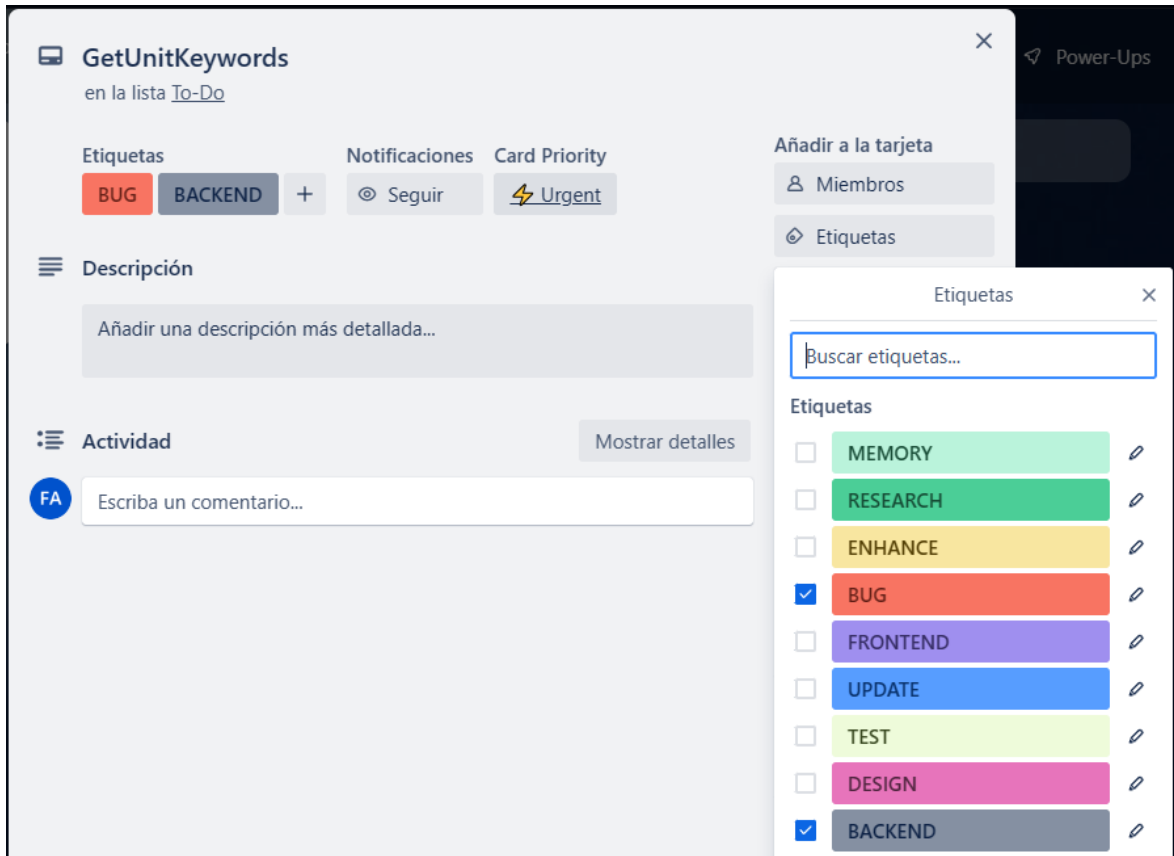 GetUnitKeywords
en la lista To-Do
Power-Ups
Etiquetas
BUG
BACKEND
+
Notificaciones
Seguir
Card Priority
⚡ Urgent
Descripción
Añadir una descripción más detallada...
Actividad
Mostrar detalles
FA
Escriba un comentario...
Añadir a la tarjeta
Miembros
Etiquetas
Etiquetas
Buscar etiquetas...
Etiquetas
MEMORY
RESEARCH
ENHANCE
BUG
FRONTEND
UPDATE
TEST
DESIGN
BACKEND